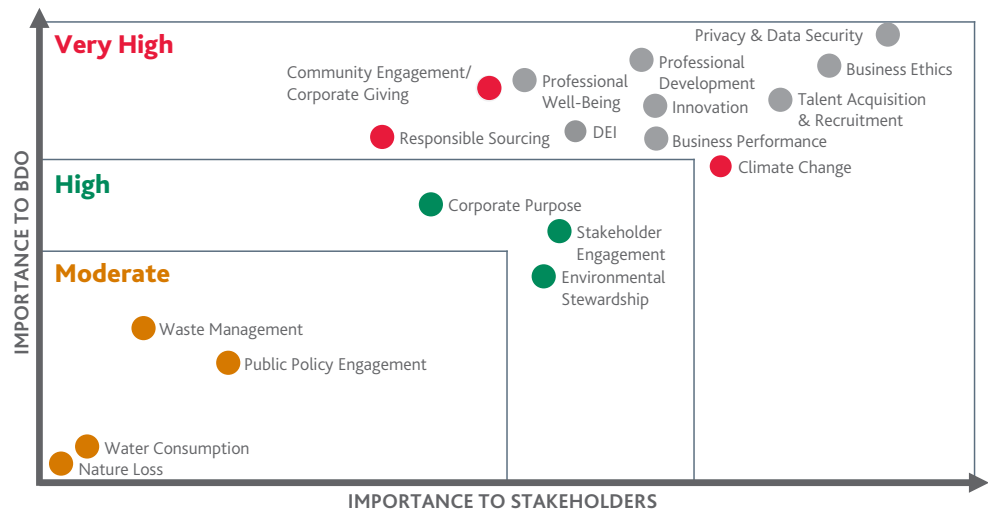 Very High
Privacy & Data Security
Business Ethics
Professional
Development
Community Engagement/
Corporate Giving
Professional
Well-Being
Innovation
Talent Acquisition
& Recruitment
Responsible Sourcing
DEI
Business Performance
Climate Change
High
Corporate Purpose
Stakeholder
Engagement
Environmental
Stewardship
Moderate
Waste Management
Public Policy Engagement
Water Consumption
Nature Loss
IMPORTANCE TO BDO
IMPORTANCE TO STAKEHOLDERS